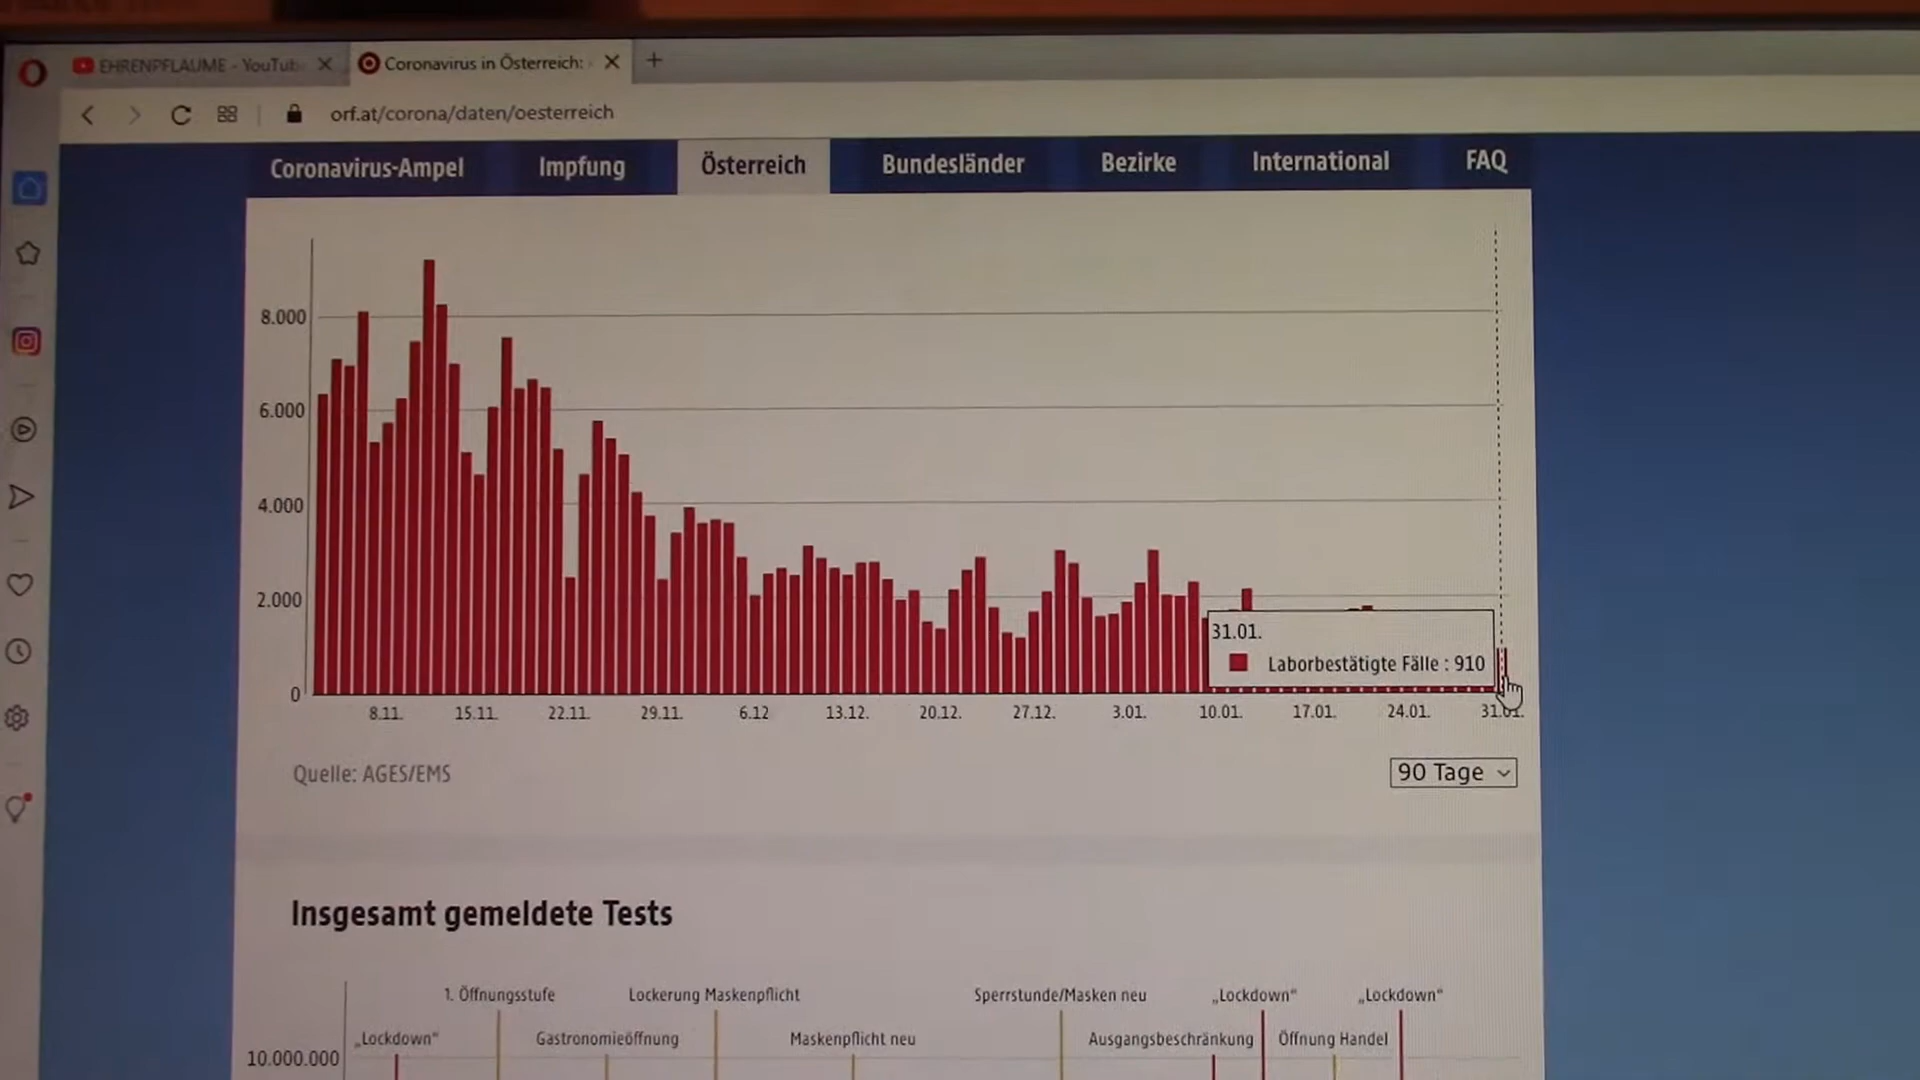 EHRENPFLAUME - YouTub
Coronavirus in Österreich:
orf.at/corona/daten/oesterreich
Coronavirus-Ampel Impfung Österreich Bundesländer Bezirke International FAQ
8.000
6.000
4.000
2.000
0
31.01.
Laborbestätigte Fälle : 910
8.11. 15.11. 22.11. 29.11. 6.12 13.12. 20.12. 27.12. 3.01. 10.01. 17.01. 24.01. 31.01.
Quelle: AGES/EMS
90 Tage
Insgesamt gemeldete Tests
1. Öffnungsstufe Lockerung Maskenpflicht Sperrstunde/Masken neu „Lockdown“ „Lockdown“
„Lockdown“ Gastronomieöffnung Maskenpflicht neu Ausgangsbeschränkung Öffnung Handel
10.000.000